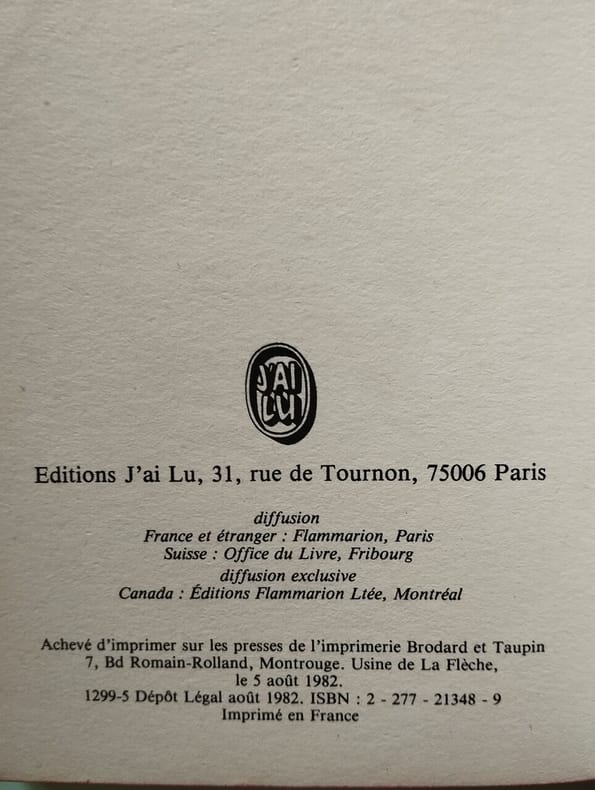 J'AI
LU
Editions J'ai Lu, 31, rue de Tournon, 75006 Paris
diffusion
France et étranger : Flammarion, Paris
Suisse : Office du Livre, Fribourg
diffusion exclusive
Canada : Éditions Flammarion Ltée, Montréal
Achevé d'imprimer sur les presses de l'imprimerie Brodard et Taupin
7, Bd Romain-Rolland, Montrouge. Usine de La Flèche,
le 5 août 1982.
1299-5 Dépôt Légal août 1982. ISBN : 2 - 277 - 21348 - 9
Imprimé en France